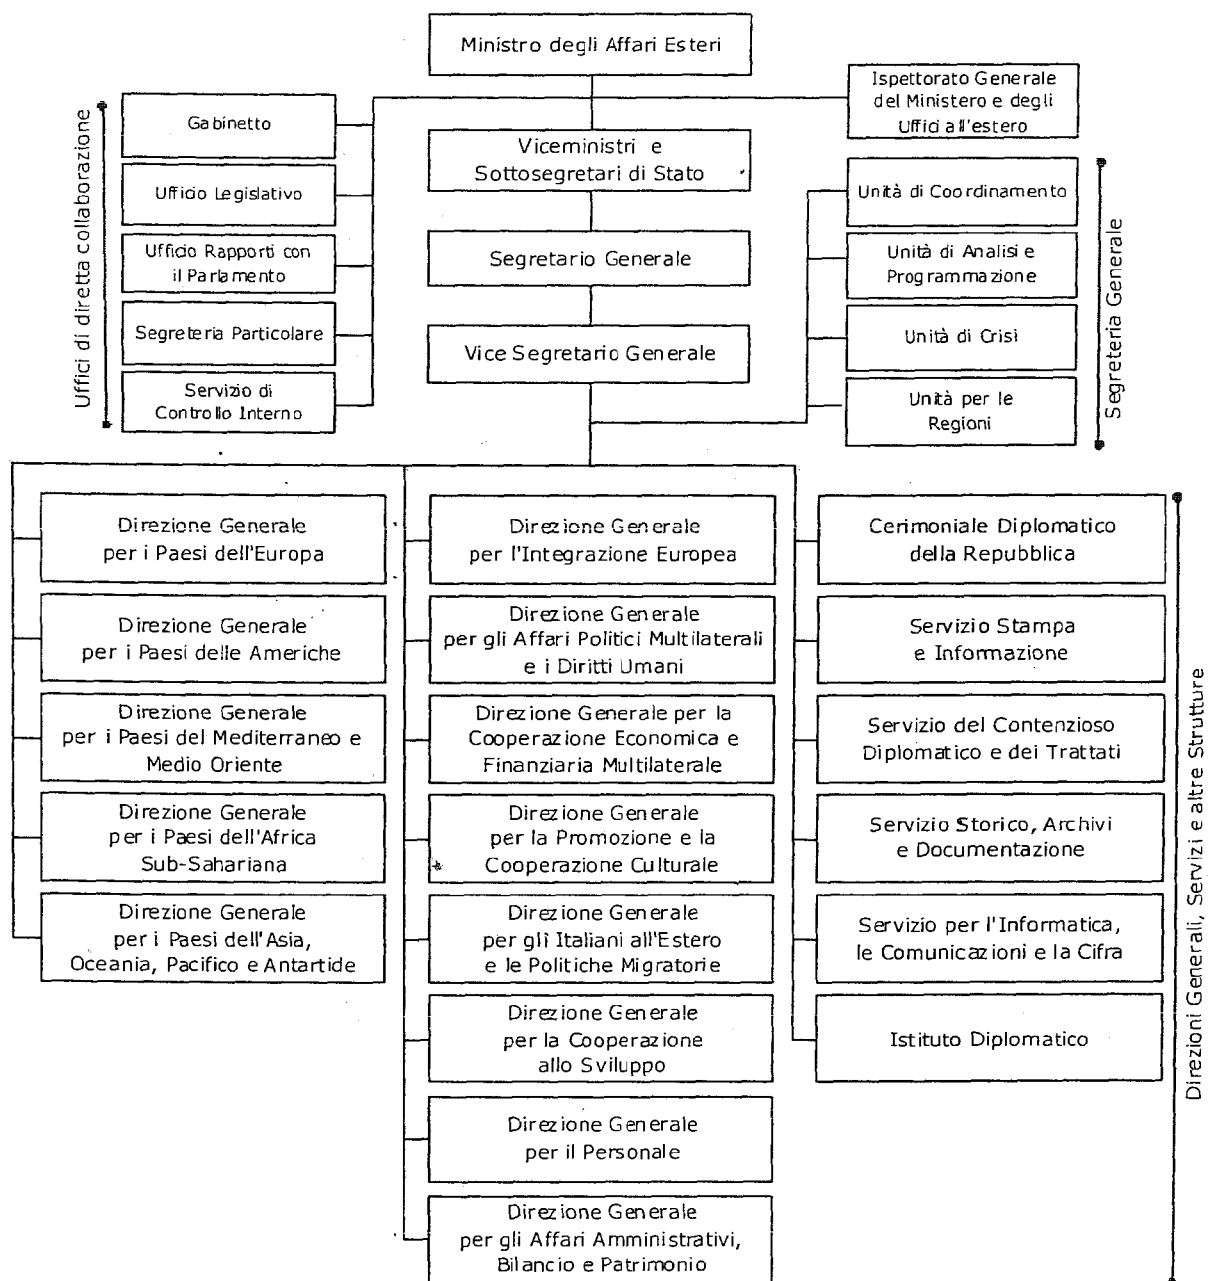 Ministro degli Affari Esteri
Ispettorato Generale
del Ministero e degli
Uffici all'estero
Uffici di diretta collaborazione
Gabinetto
Ufficio Legislativo
Ufficio Rapporti con
il Parlamento
Segreteria Particolare
Servizio di
Controllo Interno
Viceministri e
Sottosegretari di Stato
Segretario Generale
Vice Segretario Generale
Unità di Coordinamento
Unità di Analisi e
Programmazione
Unità di Crisi
Unità per le
Regioni
Segreteria Generale
Direzione Generale
per i Paesi dell'Europa
Direzione Generale
per i Paesi delle Americhe
Direzione Generale
per i Paesi del Mediterraneo e
Medio Oriente
Direzione Generale
per i Paesi dell'Africa
Sub-Sahariana
Direzione Generale
per i Paesi dell'Asia,
Oceania, Pacifico e Antartide
Direzione Generale
per l'Integrazione Europea
Direzione Generale
per gli Affari Politici Multilaterali
e i Diritti Umani
Direzione Generale per la
Cooperazione Economica e
Finanziaria Multilaterale
Direzione Generale
per la Promozione e la
Cooperazione Culturale
Direzione Generale
per gli Italiani all'Estero
e le Politiche Migratorie
Direzione Generale
per la Cooperazione
allo Sviluppo
Direzione Generale
per il Personale
Direzione Generale
per gli Affari Amministrativi,
Bilancio e Patrimonio
Cerimoniale Diplomatico
della Repubblica
Servizio Stampa
e Informazione
Servizio del Contenzioso
Diplomatico e dei Trattati
Servizio Storico, Archivi
e Documentazione
Servizio per l'Informatica,
le Comunicazioni e la Cifra
Istituto Diplomatico
Direzioni Generali, Servizi e altre Strutture